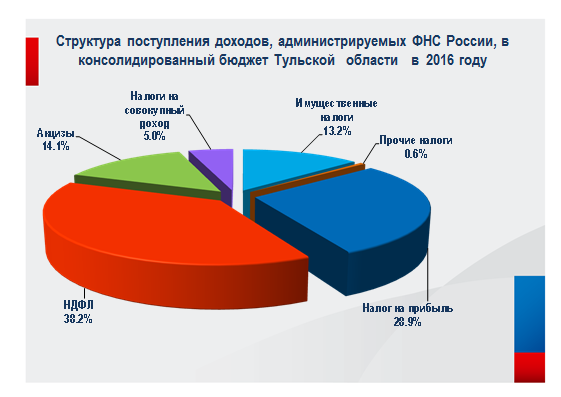 Структура поступления доходов, администрируемых ФНС России, в
консолидированный бюджет Тульской области в 2016 году
Налоги на
совокупный
доход
5.0%
Имущественные
налоги
13.2%
Акцизы
14.1%
Прочие налоги
0.6%
НДФЛ
38.2%
Налог на прибыль
28.9%